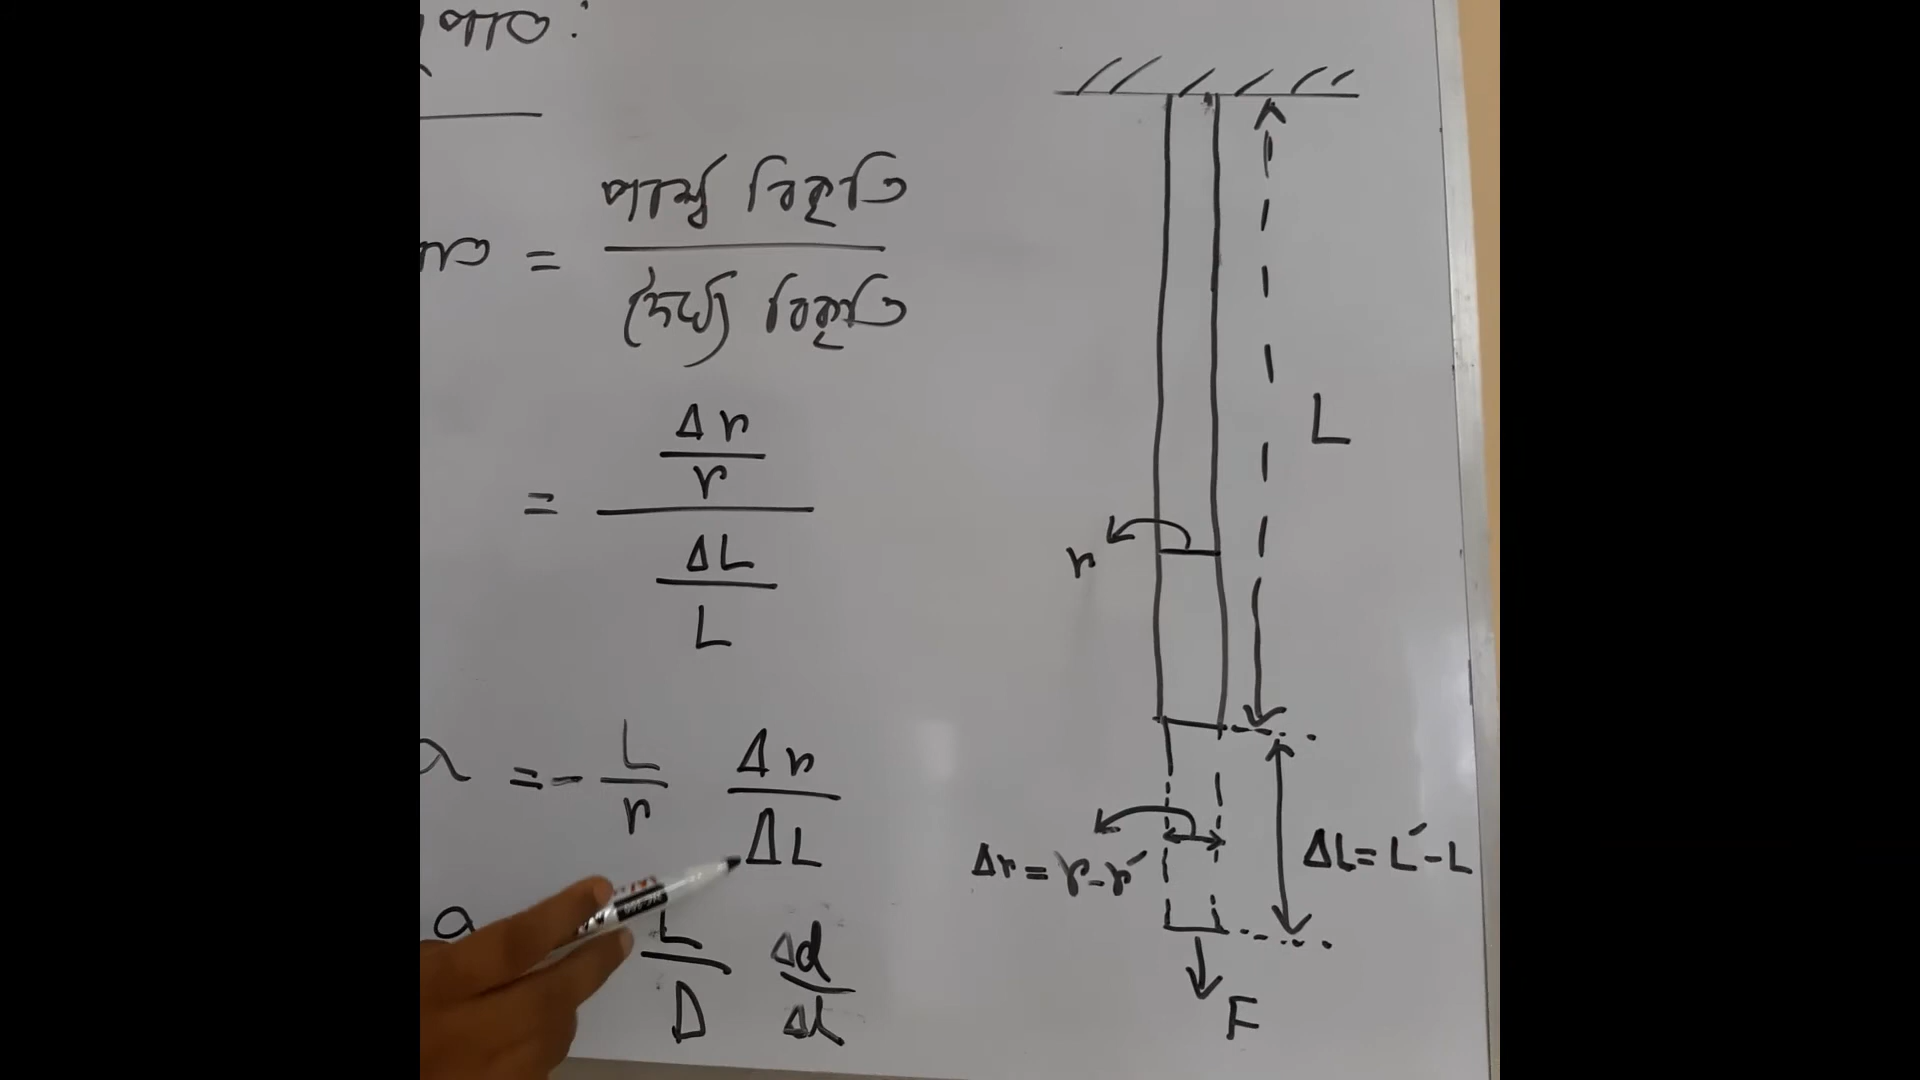 পার্শ্ব বিকৃতি
=
দৈর্ঘ্য বিকৃতি
Δr
r
=
ΔL
L
= - L/r Δr/ΔL
L/D Δd/Δl
L
r
Δr = r - r′
ΔL = L′ - L
F